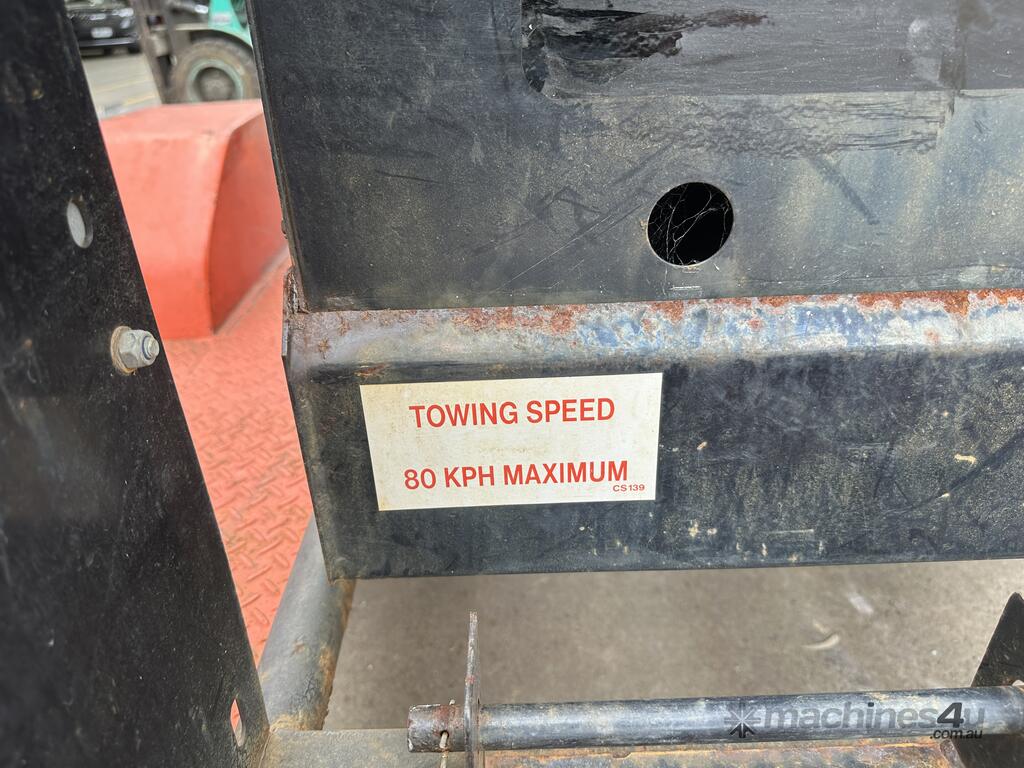 TOWING SPEED
80 KPH MAXIMUM
CS139
machines4u
.com.au